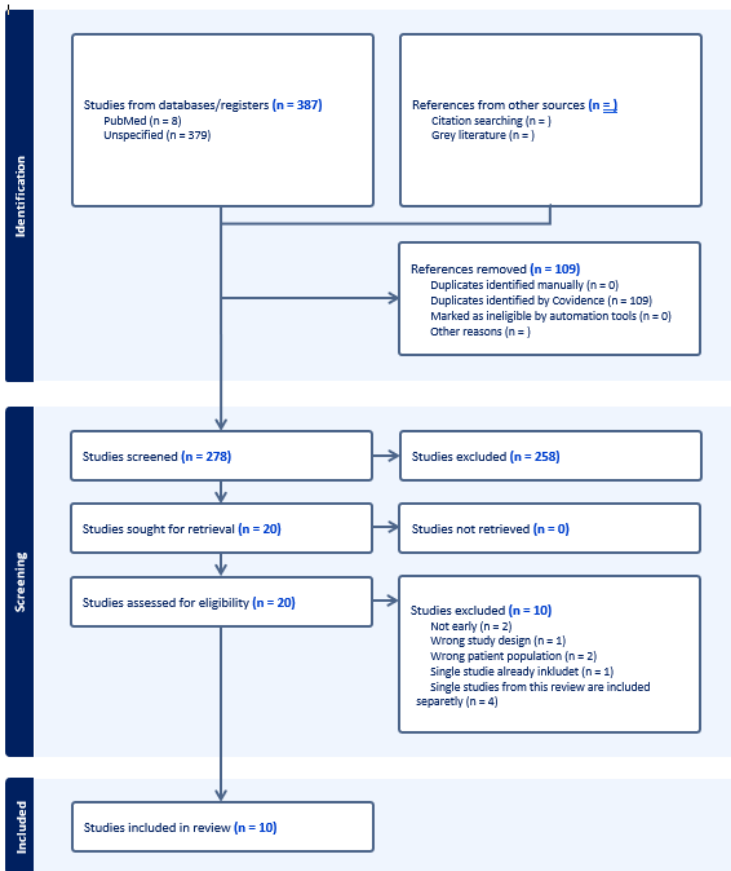 Identification
Studies from databases/registers (n = 387)
PubMed (n = 8)
Unspecified (n = 379)
References from other sources (n = )
Citation searching (n = )
Grey literature (n = )
References removed (n = 109)
Duplicates identified manually (n = 0)
Duplicates identified by Covidence (n = 109)
Marked as ineligible by automation tools (n = 0)
Other reasons (n = )
Screening
Studies screened (n = 278)
Studies excluded (n = 258)
Studies sought for retrieval (n = 20)
Studies not retrieved (n = 0)
Studies assessed for eligibility (n = 20)
Studies excluded (n = 10)
Not early (n = 2)
Wrong study design (n = 1)
Wrong patient population (n = 2)
Single studie already inkludet (n = 1)
Single studies from this review are included
separetly (n = 4)
Included
Studies included in review (n = 10)